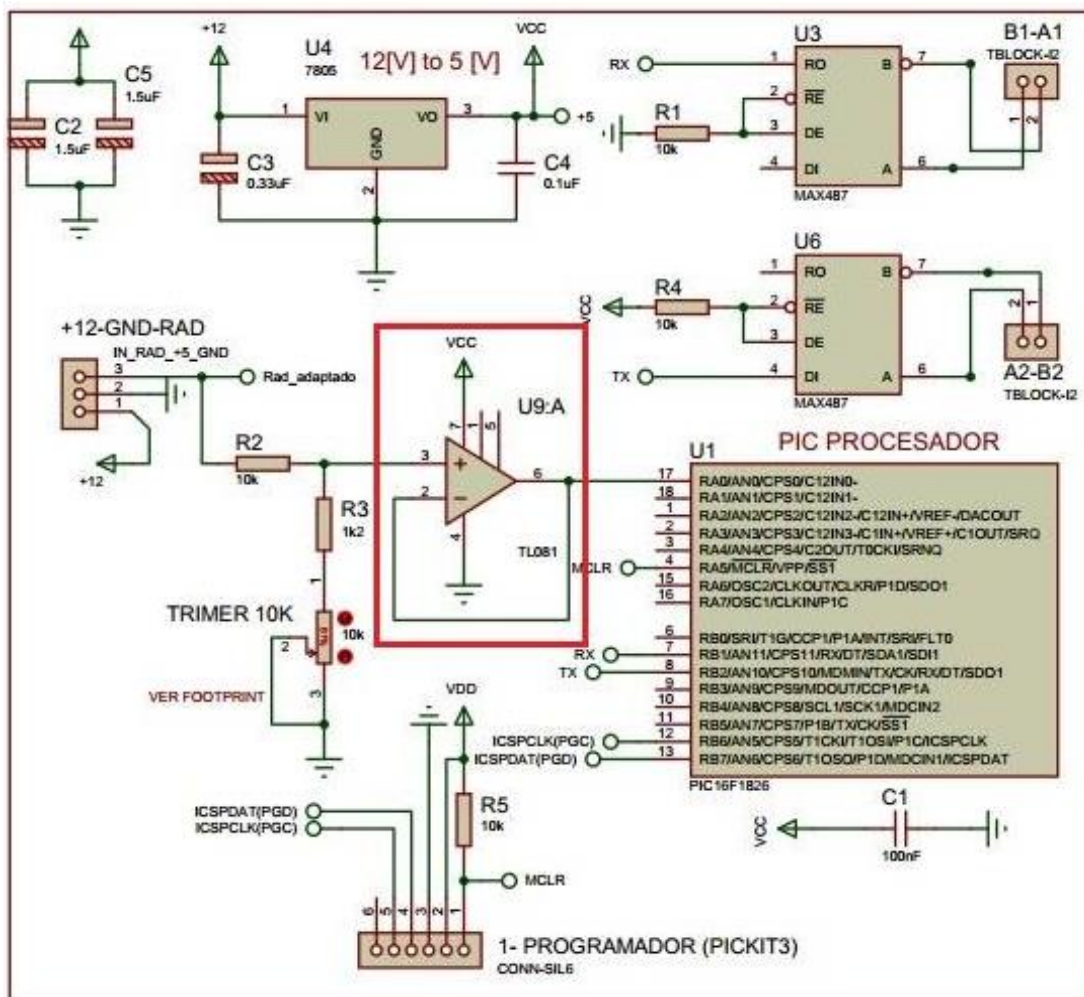 +12
VCC
U4
7805
12[V] to 5 [V]
C5
1.5uF
C2
1.5uF
1
VI
VO
3
GND
2
+5
C3
0.33uF
C4
0.1uF
U3
B1-A1
TBLOCK-I2
RX
1
RO
B
7
2
RE
R1
10k
3
DE
4
DI
A
6
1
2
MAX487
U6
1
RO
B
7
R4
VCC
10k
2
RE
3
DE
TX
4
DI
A
6
2
1
MAX487
A2-B2
TBLOCK-I2
+12-GND-RAD
IN_RAD_+5_GND
3
2
1
Rad_adaptado
+12
R2
10k
R3
1k2
VCC
U9:A
7
1
5
3
2
6
4
TL081
1
TRIMER 10K
10k
2
VER FOOTPRINT
3
PIC PROCESADOR
U1
17
RA0/AN0/CPS0/C12IN0-
18
RA1/AN1/CPS1/C12IN1-
1
RA2/AN2/CPS2/C12IN2-/C12IN+/VREF-/DACOUT
2
RA3/AN3/CPS3/C12IN3-/C1IN+/VREF+/C1OUT/SRQ
3
RA4/AN4/CPS4/C2OUT/T0CKI/SRNQ
MCLR
4
RA5/MCLR/VPP/SS1
15
RA6/OSC2/CLKOUT/CLKR/P1D/SDO1
16
RA7/OSC1/CLKIN/P1C
6
RB0/SRI/T1G/CCP1/P1A/INT/SRI/FLT0
RX
7
RB1/AN11/CPS11/RX/DT/SDA1/SDI1
TX
8
RB2/AN10/CPS10/MDMIN/TX/CK/RX/DT/SDO1
9
RB3/AN9/CPS9/MDOUT/CCP1/P1A
10
RB4/AN8/CPS8/SCL1/SCK1/MDCIN2
11
RB5/AN7/CPS7/P1B/TX/CK/SS1
ICSPCLK(PGC)
12
RB6/AN5/CPS5/T1CKI/T1OSI/P1C/ICSPCLK
ICSPDAT(PGD)
13
RB7/AN6/CPS6/T1OSO/P1D/MDCIN1/ICSPDAT
PIC16F1826
C1
VCC
100nF
VDD
ICSPDAT(PGD)
ICSPCLK(PGC)
R5
10k
MCLR
6
5
4
3
2
1
1- PROGRAMADOR (PICKIT3)
CONN-SIL6